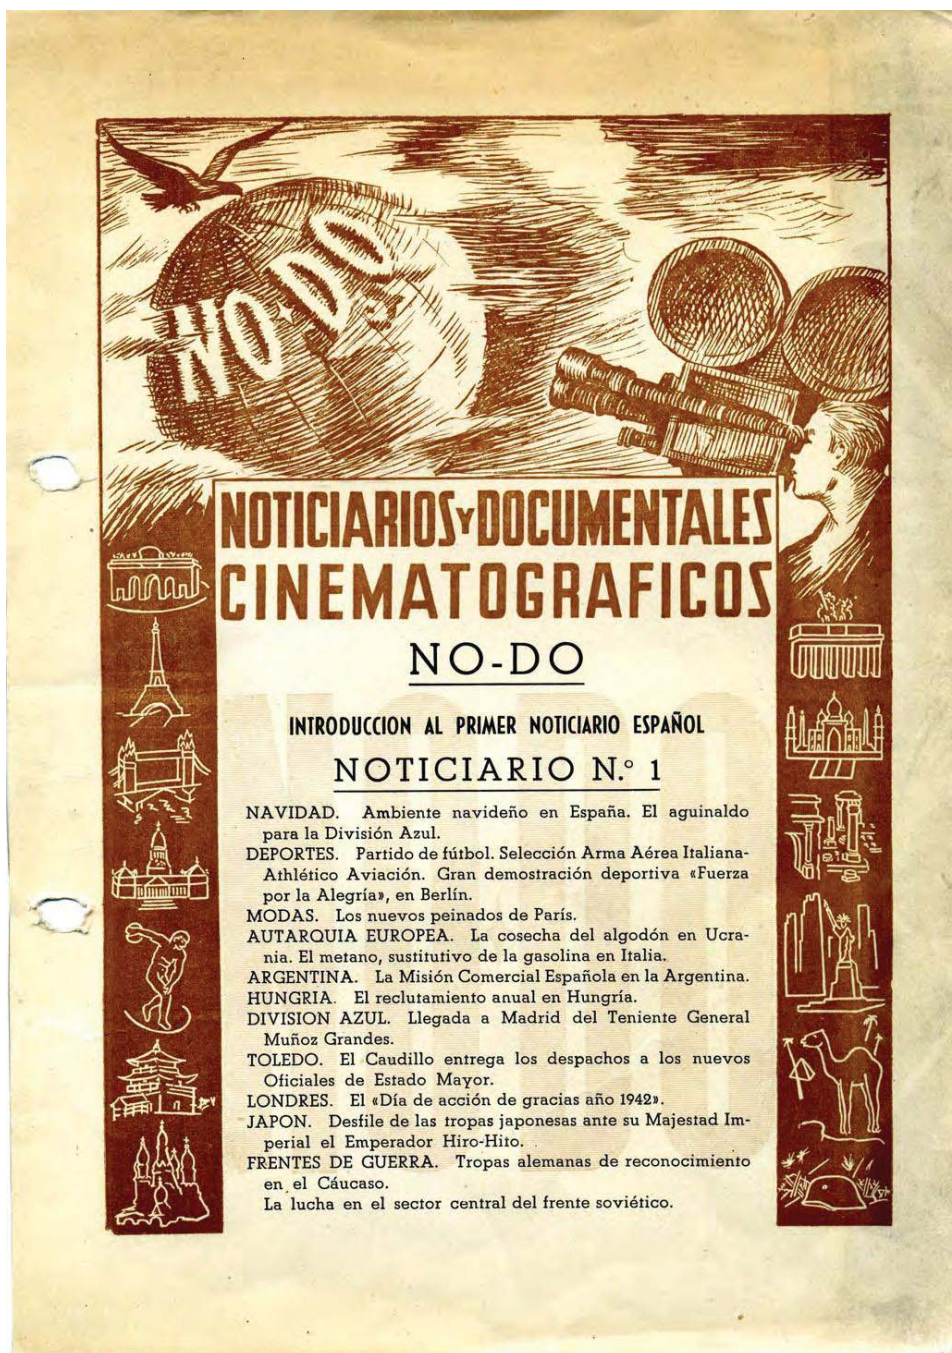 NO-DO
NOTICIARIOS Y DOCUMENTALES
CINEMATOGRAFICOS
NO-DO
INTRODUCCION AL PRIMER NOTICIARIO ESPAÑOL
NOTICIARIO N.º 1
NAVIDAD. Ambiente navideño en España. El aguinaldo
para la División Azul.
DEPORTES. Partido de fútbol. Selección Arma Aérea Italiana-
Athlético Aviación. Gran demostración deportiva «Fuerza
por la Alegría», en Berlín.
MODAS. Los nuevos peinados de París.
AUTARQUIA EUROPEA. La cosecha del algodón en Ucra-
nia. El metano, sustitutivo de la gasolina en Italia.
ARGENTINA. La Misión Comercial Española en la Argentina.
HUNGRIA. El reclutamiento anual en Hungría.
DIVISION AZUL. Llegada a Madrid del Teniente General
Muñoz Grandes.
TOLEDO. El Caudillo entrega los despachos a los nuevos
Oficiales de Estado Mayor.
LONDRES. El «Día de acción de gracias año 1942».
JAPON. Desfile de las tropas japonesas ante su Majestad Im-
perial el Emperador Hiro-Hito.
FRENTES DE GUERRA. Tropas alemanas de reconocimiento
en el Cáucaso.
La lucha en el sector central del frente soviético.